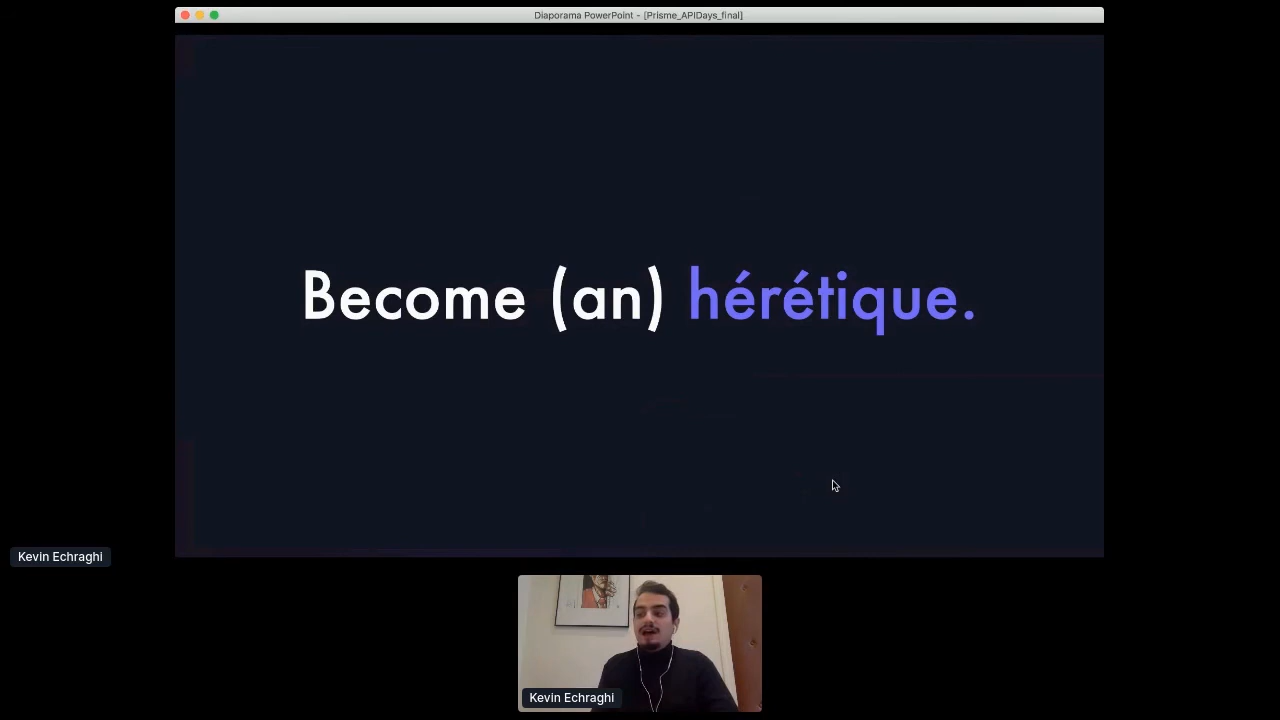 Diaporama PowerPoint - [Prisme_APIDays_final]
Become (an) hérétique.
Kevin Echraghi
Kevin Echraghi